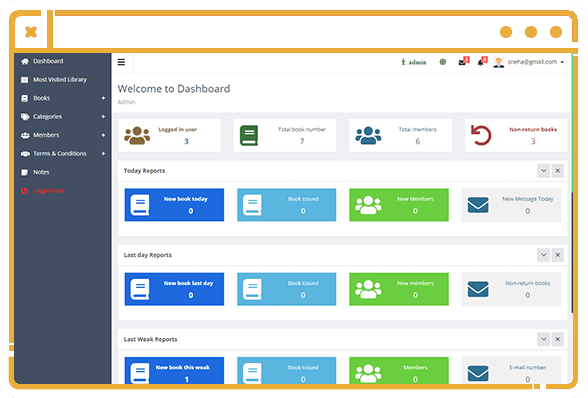 Dashboard
Most Visited Library
Books +
Categories +
Members +
Terms & Conditions +
Notes
Logged out
admin
sneha@gmail.com
Welcome to Dashboard
Admin
Logged in user
3
Total book number
7
Total members
6
Non-return books
3
Today Reports
New book today
0
Book issued
0
New Members
0
New Message Today
0
Last day Reports
New book last day
0
Book issued
0
New members
0
Non-return books
0
Last Weak Reports
New book this weak
1
Book issued
0
Members
0
E-mail number
0